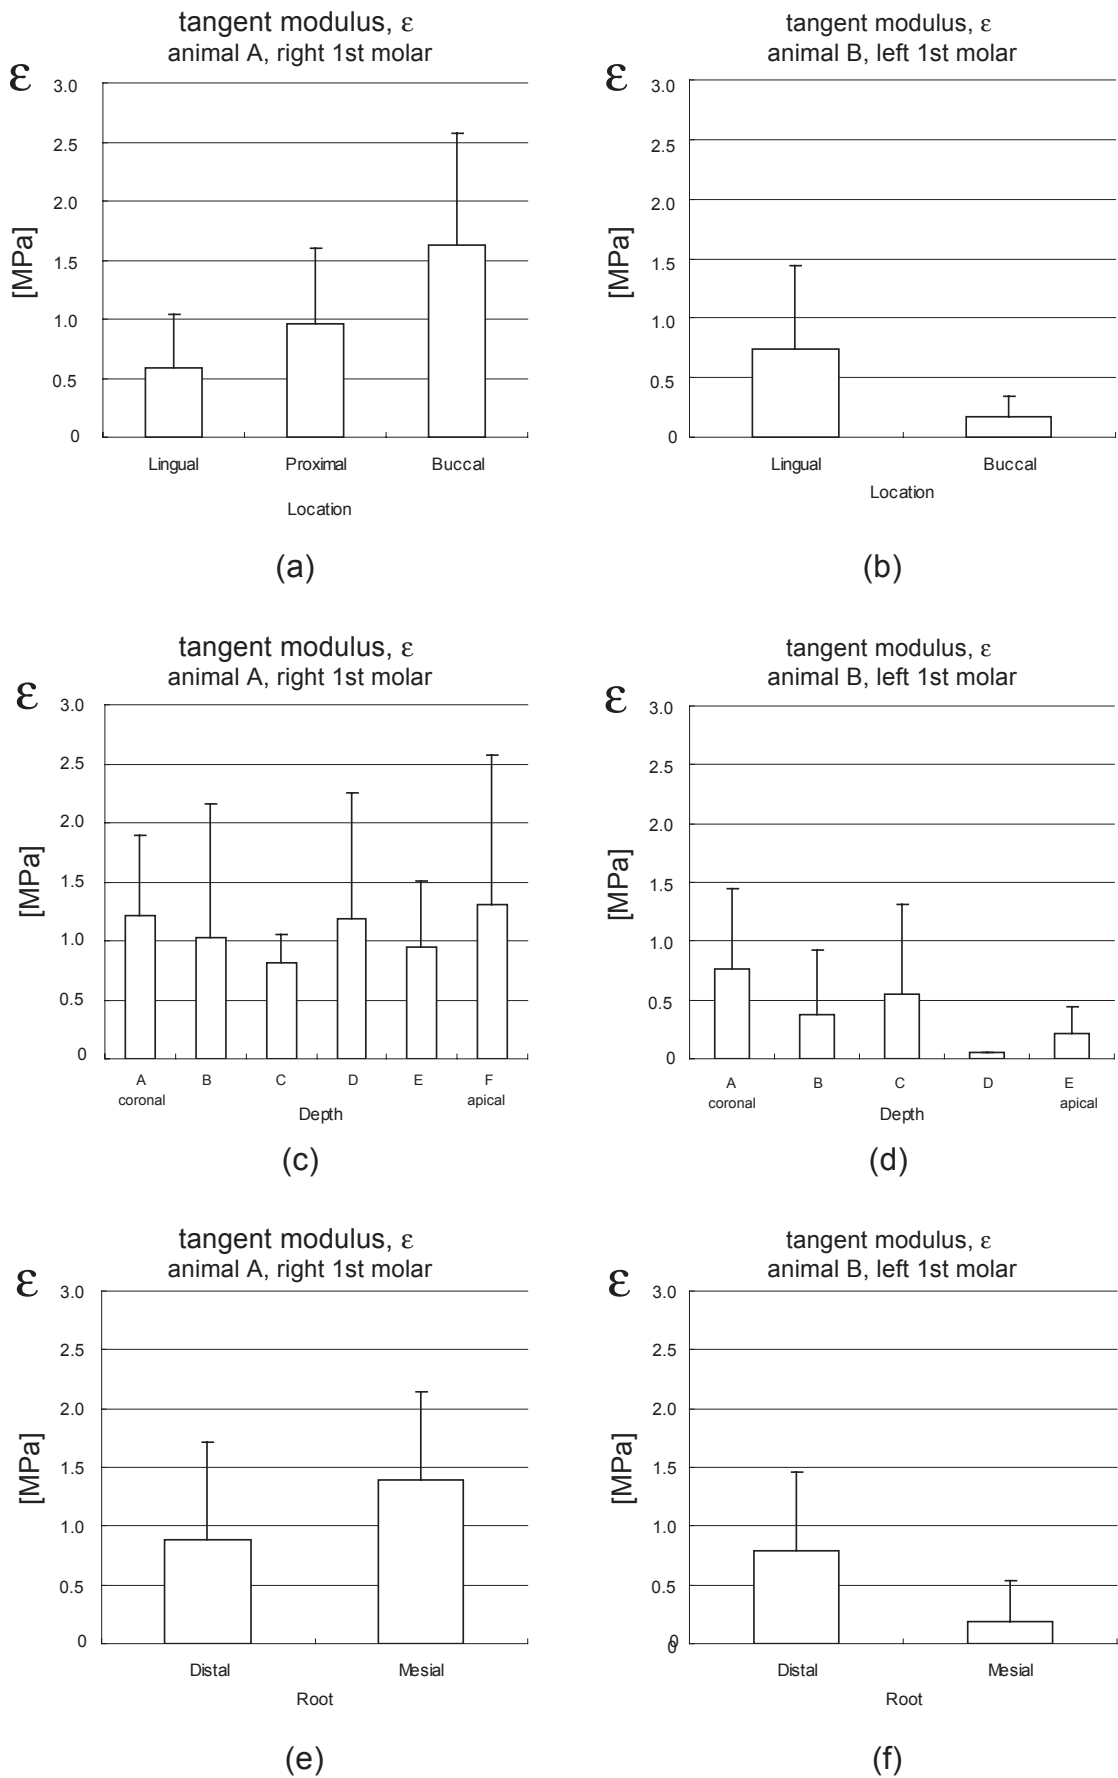 tangent modulus, ε
animal A, right 1st molar
ε
[MPa]
3.0
2.5
2.0
1.5
1.0
0.5
0
Lingual Proximal Buccal
Location
(a)
tangent modulus, ε
animal B, left 1st molar
ε
[MPa]
3.0
2.5
2.0
1.5
1.0
0.5
0
Lingual Buccal
Location
(b)
tangent modulus, ε
animal A, right 1st molar
ε
[MPa]
3.0
2.5
2.0
1.5
1.0
0.5
0
A B C D E F
coronal apical
Depth
(c)
tangent modulus, ε
animal B, left 1st molar
ε
[MPa]
3.0
2.5
2.0
1.5
1.0
0.5
0
A B C D E
coronal apical
Depth
(d)
tangent modulus, ε
animal A, right 1st molar
ε
[MPa]
3.0
2.5
2.0
1.5
1.0
0.5
0
Distal Mesial
Root
(e)
tangent modulus, ε
animal B, left 1st molar
ε
[MPa]
3.0
2.5
2.0
1.5
1.0
0.5
0
0
Distal Mesial
Root
(f)